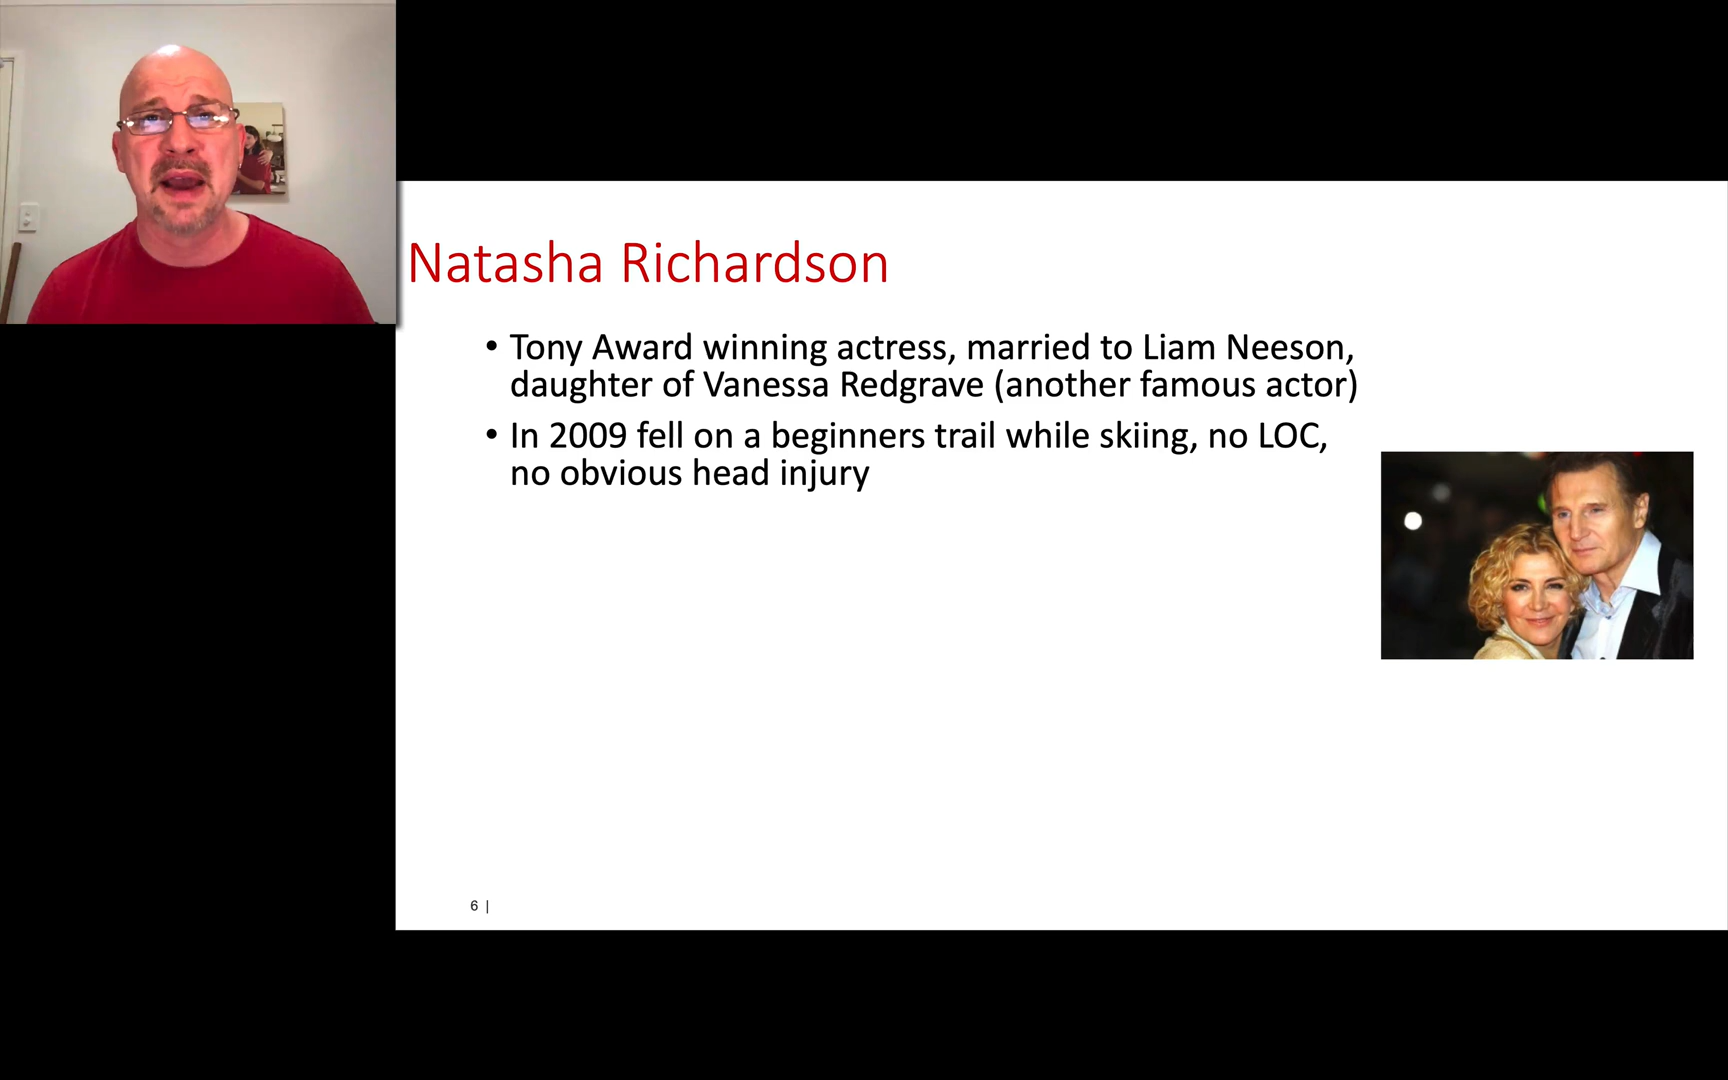 Natasha Richardson
• Tony Award winning actress, married to Liam Neeson,
daughter of Vanessa Redgrave (another famous actor)
• In 2009 fell on a beginners trail while skiing, no LOC,
no obvious head injury
6 |